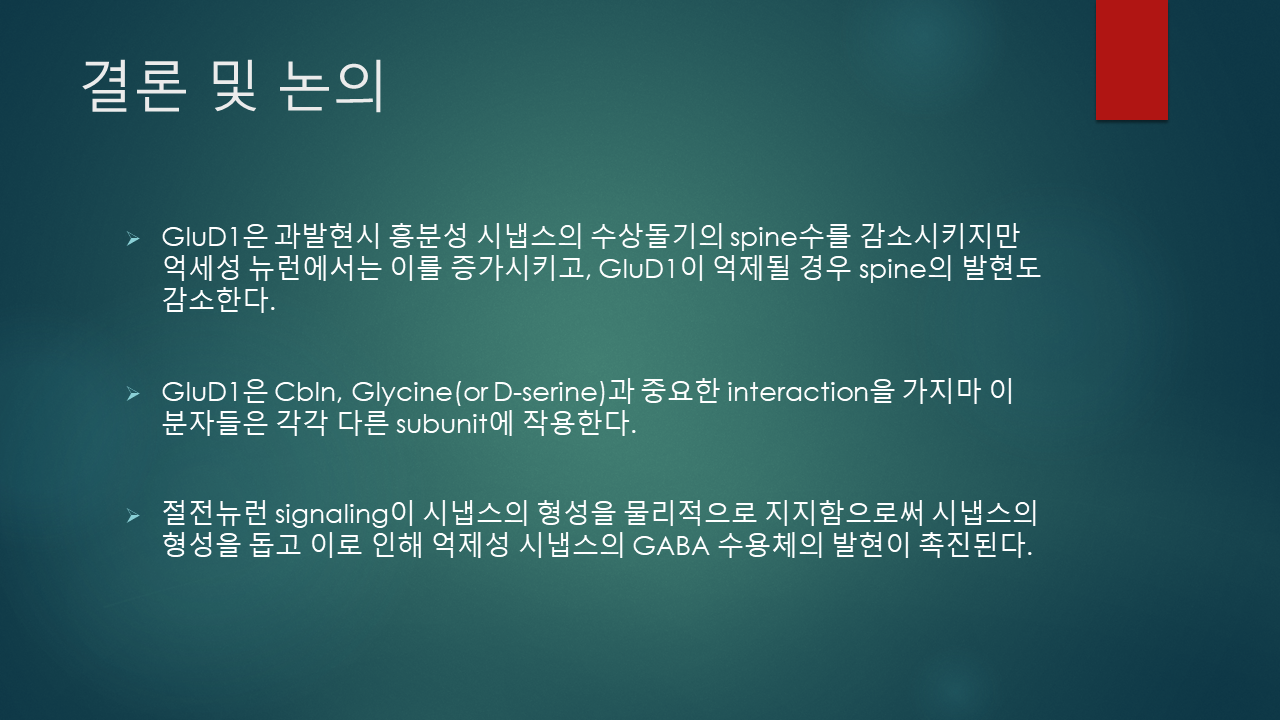 결론 및 논의
GluD1은 과발현시 흥분성 시냅스의 수상돌기의 spine수를 감소시키지만
억세성 뉴런에서는 이를 증가시키고, GluD1이 억제될 경우 spine의 발현도
감소한다.
GluD1은 Cbln, Glycine(or D-serine)과 중요한 interaction을 가지마 이
분자들은 각각 다른 subunit에 작용한다.
절전뉴런 signaling이 시냅스의 형성을 물리적으로 지지함으로써 시냅스의
형성을 돕고 이로 인해 억제성 시냅스의 GABA 수용체의 발현이 촉진된다.